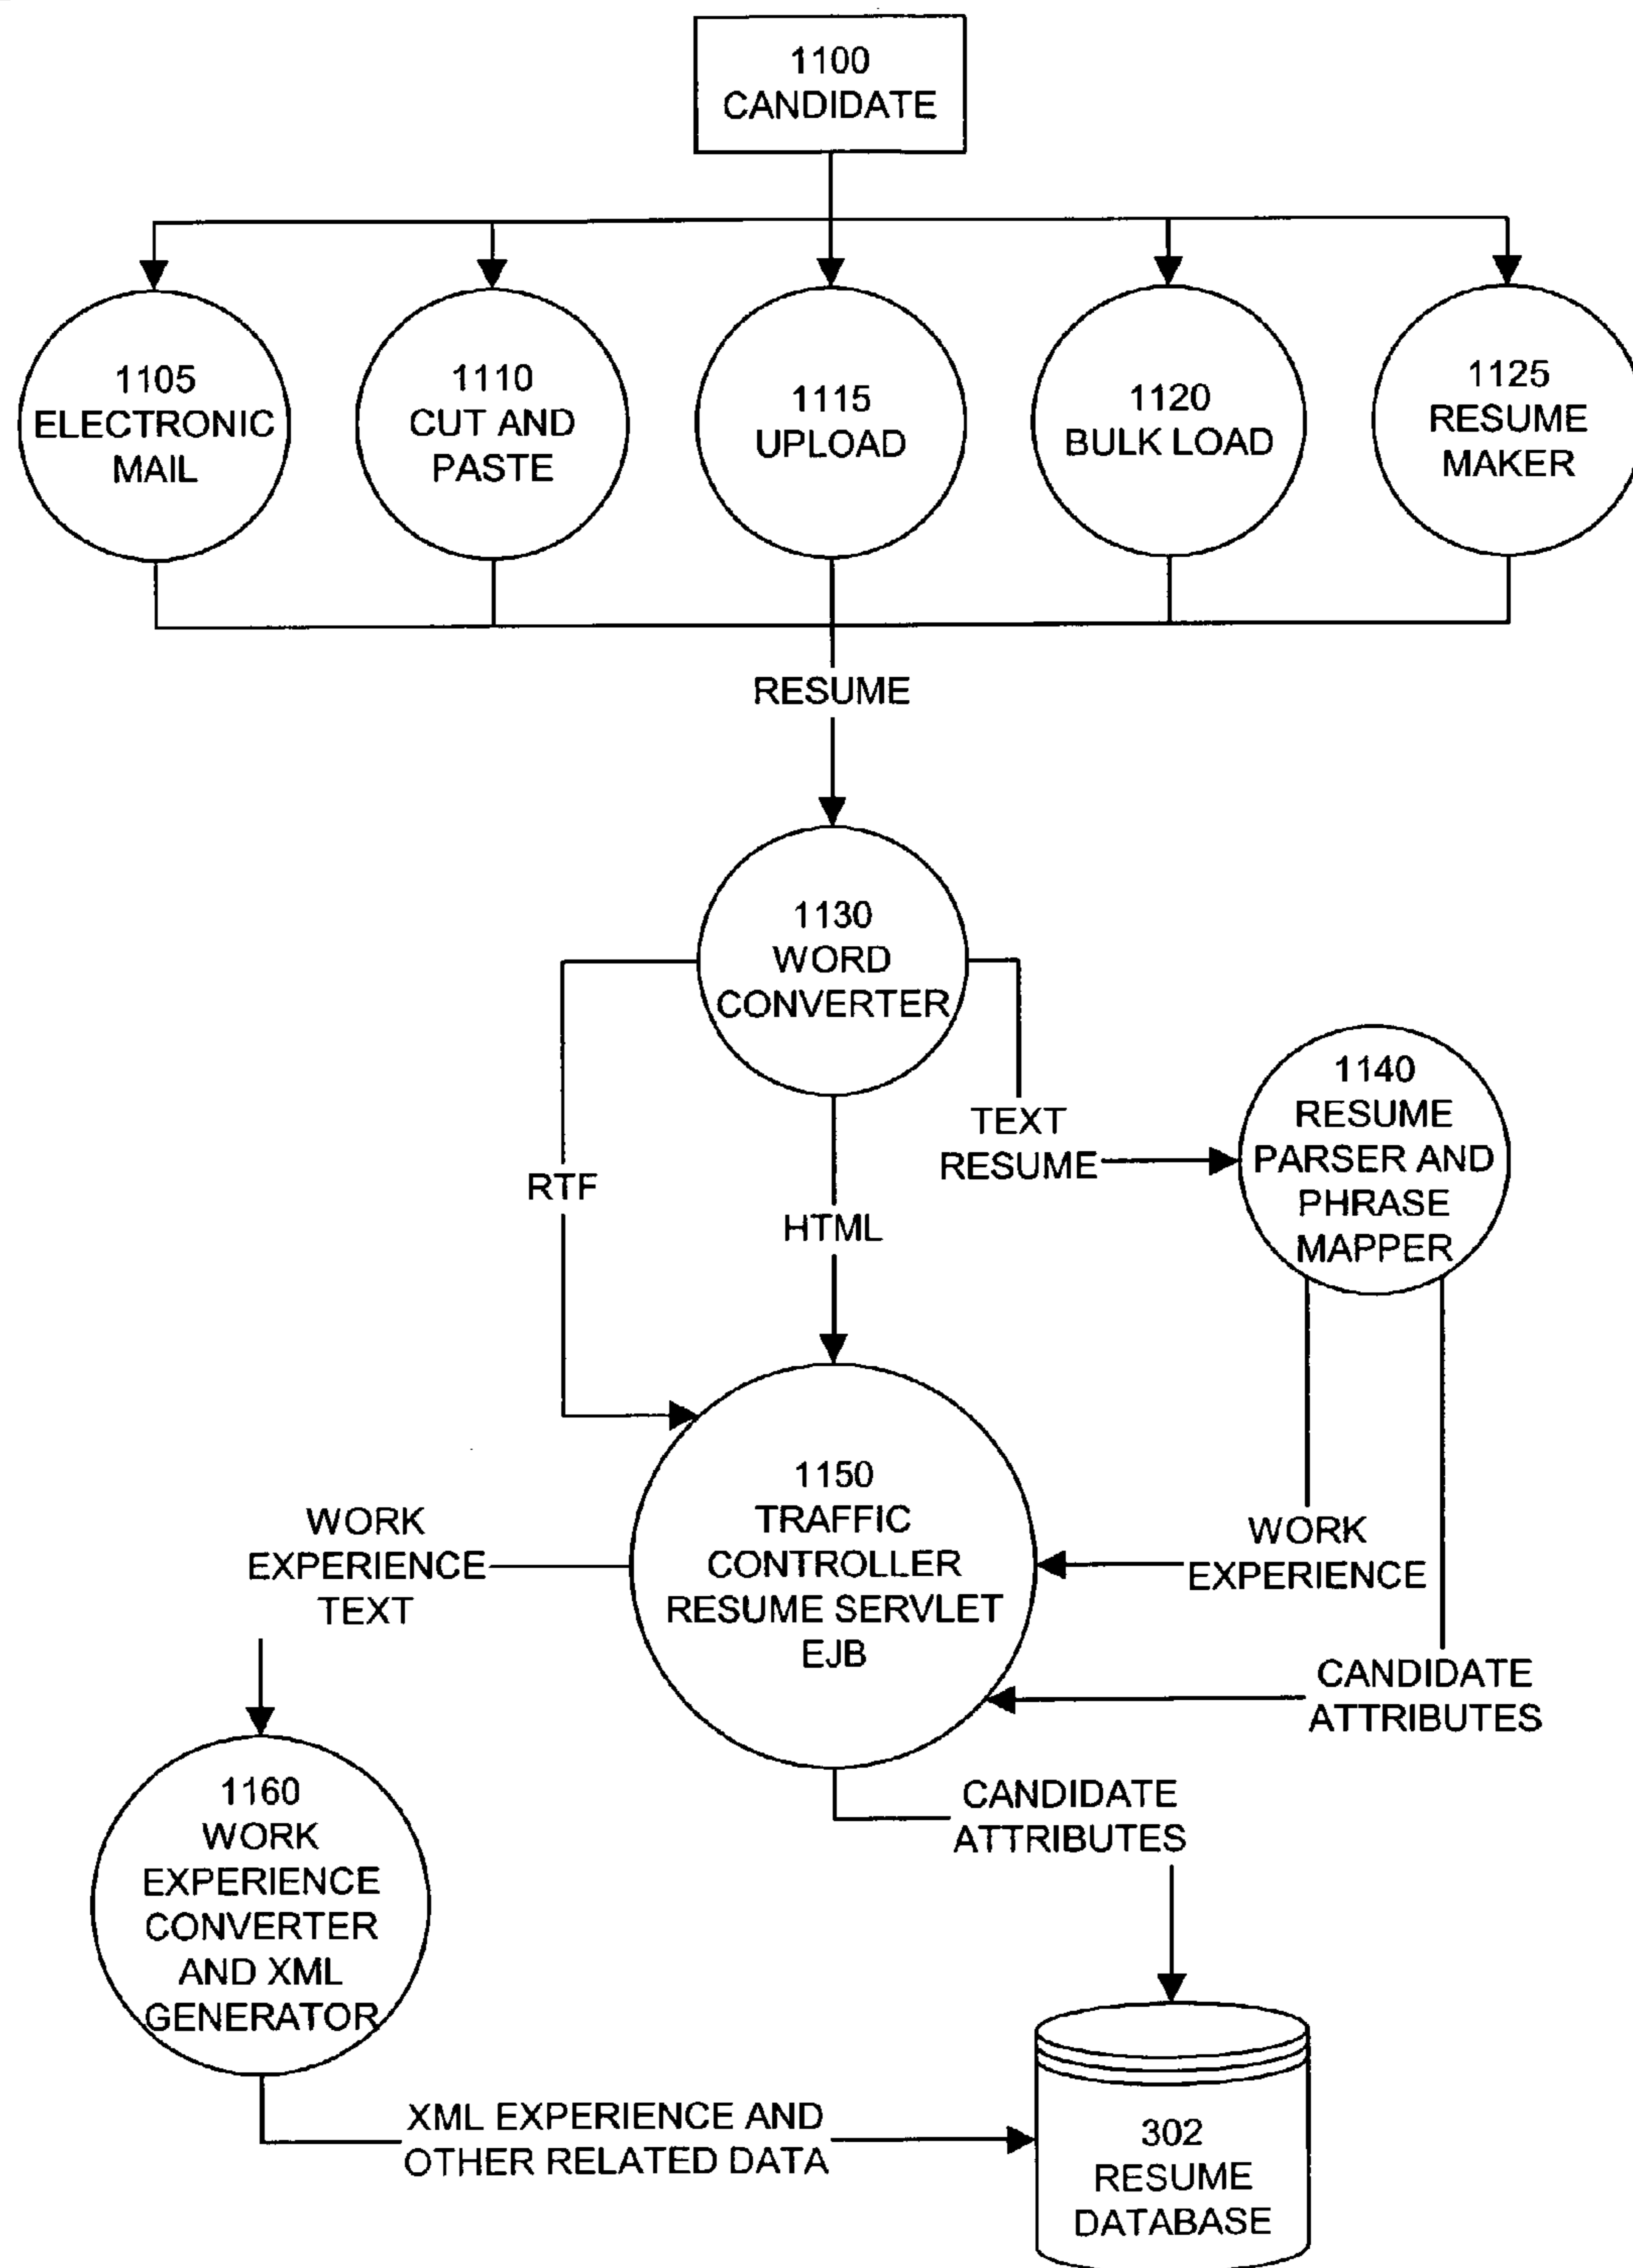 1100
CANDIDATE
1105
ELECTRONIC
MAIL
1110
CUT AND
PASTE
1115
UPLOAD
1120
BULK LOAD
1125
RESUME
MAKER
RESUME
1130
WORD
CONVERTER
TEXT
RESUME
1140
RESUME
PARSER AND
PHRASE
MAPPER
RTF
HTML
1150
TRAFFIC
CONTROLLER
RESUME SERVLET
EJB
WORK
EXPERIENCE
TEXT
WORK
EXPERIENCE
CANDIDATE
ATTRIBUTES
CANDIDATE
ATTRIBUTES
1160
WORK
EXPERIENCE
CONVERTER
AND XML
GENERATOR
XML EXPERIENCE AND
OTHER RELATED DATA
302
RESUME
DATABASE